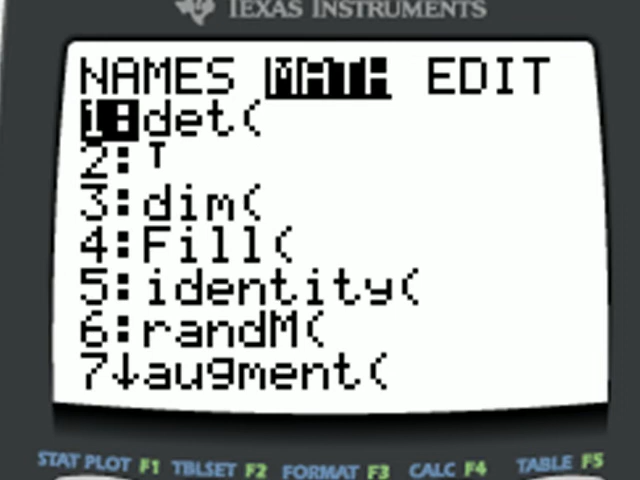 TEXAS INSTRUMENTS
NAMES MATH EDIT
1:det(
2:ᵀ
3:dim(
4:Fill(
5:identity(
6:randM(
7↓augment(
STAT PLOT F1 TBLSET F2 FORMAT F3 CALC F4 TABLE F5